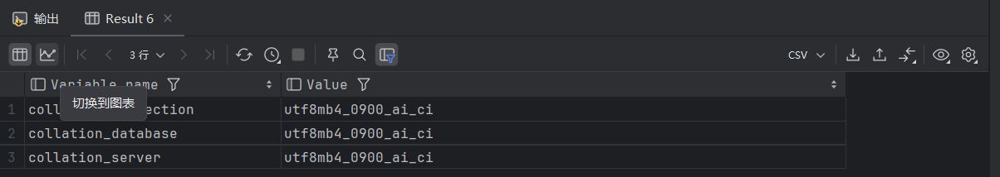 输出
Result 6
3 行
CSV
Variable_name
Value
切换到图表
1 coll ection utf8mb4_0900_ai_ci
2 collation_database utf8mb4_0900_ai_ci
3 collation_server utf8mb4_0900_ai_ci